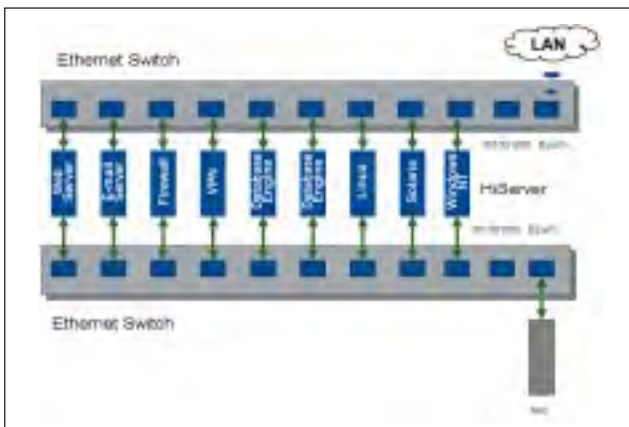 LAN
Ethernet Switch
Web Server
E-mail Server
Firewall
VPN
Database Engine
Database Engine
Linux
Solaris
Windows NT
HiServer
Ethernet Switch